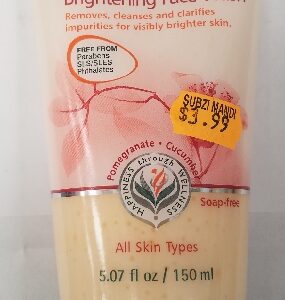 Brightening Face Wash
Removes, cleanses and clarifies
impurities for visibly brighter skin.
FREE FROM
Parabens
SLS/SLES
Phthalates
SUBZI MANDI
$3.99
Pomegranate • Cucumber
HAPPINESS through WELLNESS
Soap-free
All Skin Types
5.07 fl oz / 150 ml